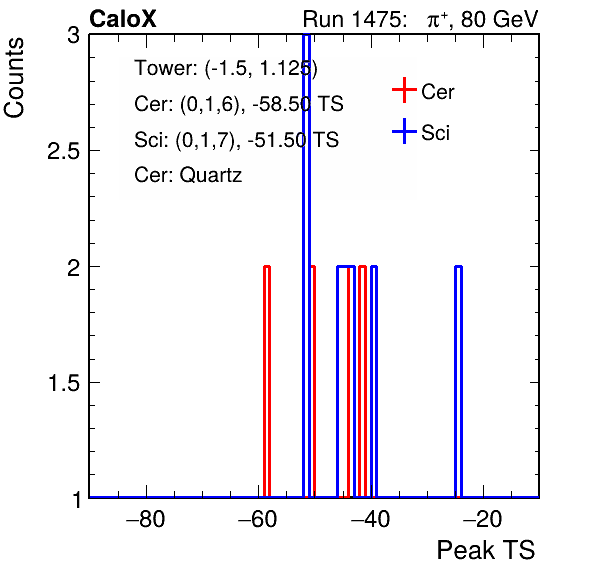 CaloX Run 1475: π⁺, 80 GeV
Counts
3
2.5
2
1.5
1
Tower: (-1.5, 1.125)
Cer: (0,1,6), -58.50 TS
Sci: (0,1,7), -51.50 TS
Cer: Quartz
Cer
Sci
−80 −60 −40 −20
Peak TS